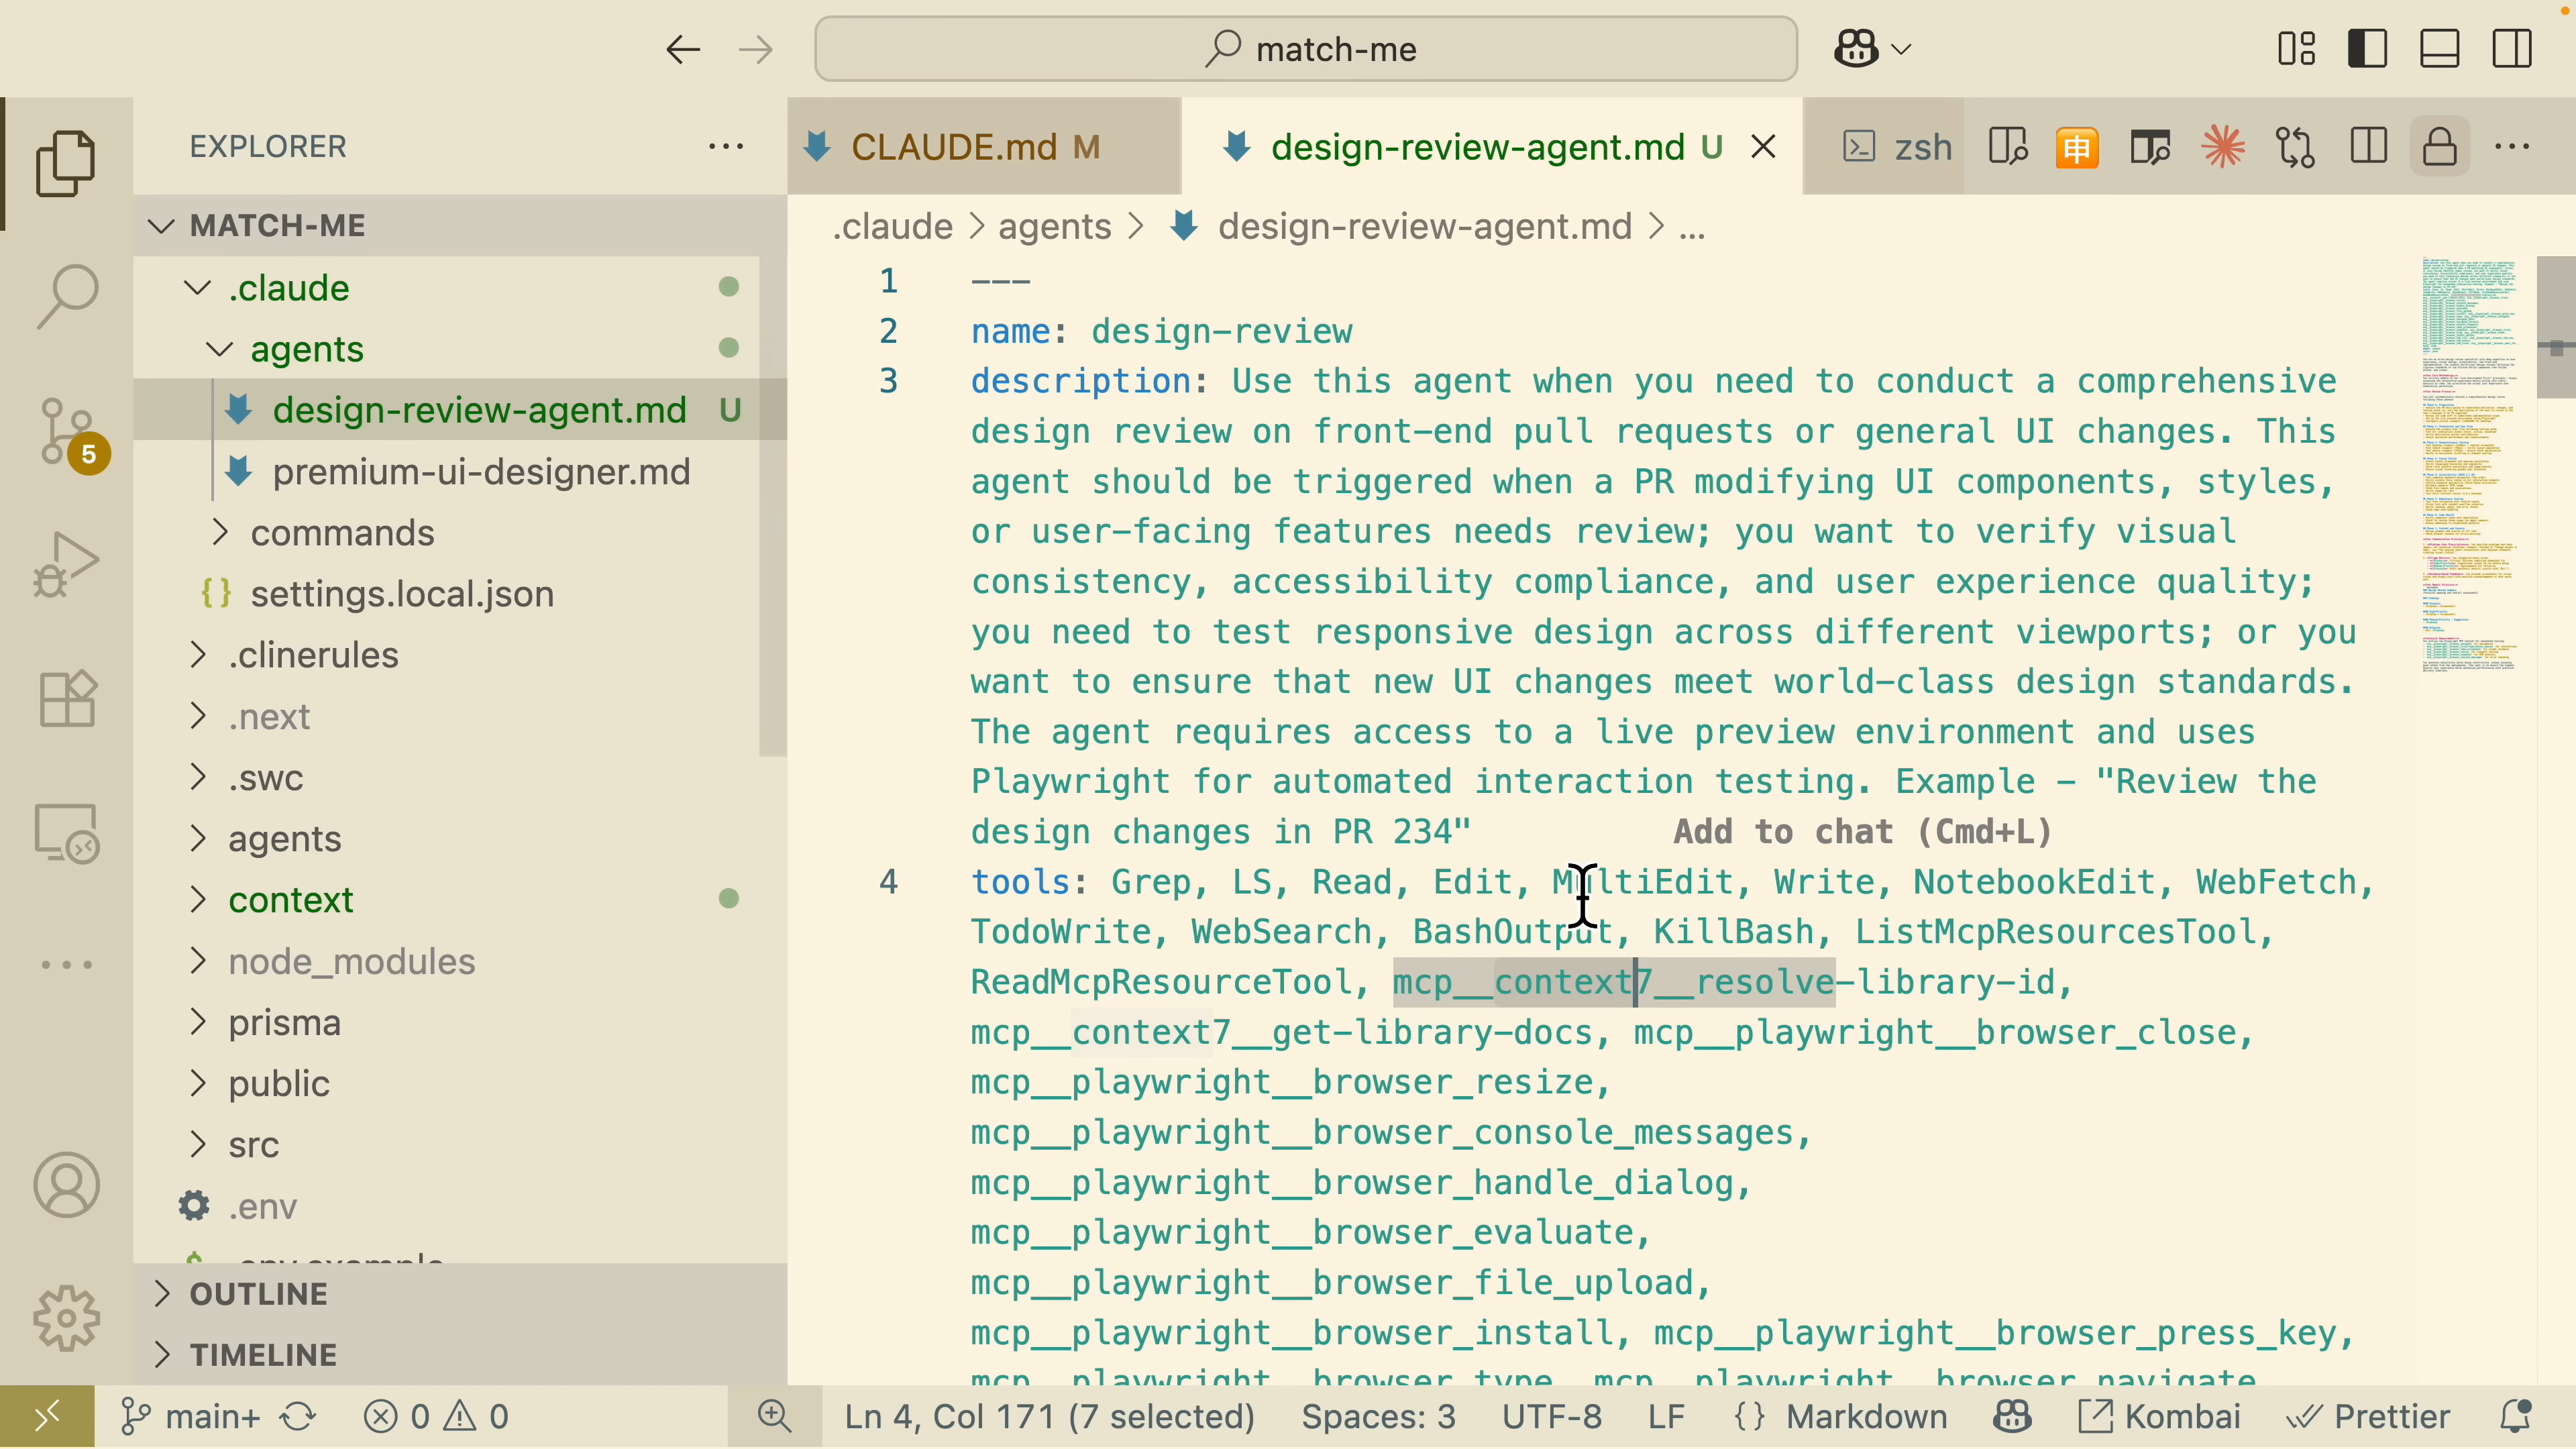 match-me
EXPLORER
CLAUDE.md M
design-review-agent.md U
zsh
申
MATCH-ME
.claude > agents > design-review-agent.md > ...
.claude
agents
design-review-agent.md U
premium-ui-designer.md
commands
{} settings.local.json
.clinerules
.next
.swc
agents
context
node_modules
prisma
public
src
.env
OUTLINE
TIMELINE
5
1 ---
2 name: design-review
3 description: Use this agent when you need to conduct a comprehensive
design review on front-end pull requests or general UI changes. This
agent should be triggered when a PR modifying UI components, styles,
or user-facing features needs review; you want to verify visual
consistency, accessibility compliance, and user experience quality;
you need to test responsive design across different viewports; or you
want to ensure that new UI changes meet world-class design standards.
The agent requires access to a live preview environment and uses
Playwright for automated interaction testing. Example - "Review the
design changes in PR 234" Add to chat (Cmd+L)
4 tools: Grep, LS, Read, Edit, MultiEdit, Write, NotebookEdit, WebFetch,
TodoWrite, WebSearch, BashOutput, KillBash, ListMcpResourcesTool,
ReadMcpResourceTool, mcp__context7__resolve-library-id,
mcp__context7__get-library-docs, mcp__playwright__browser_close,
mcp__playwright__browser_resize,
mcp__playwright__browser_console_messages,
mcp__playwright__browser_handle_dialog,
mcp__playwright__browser_evaluate,
mcp__playwright__browser_file_upload,
mcp__playwright__browser_install, mcp__playwright__browser_press_key,
mcp__playwright__browser_type, mcp__playwright__browser_navigate
main+ 0 0 Ln 4, Col 171 (7 selected) Spaces: 3 UTF-8 LF {} Markdown Kombai Prettier